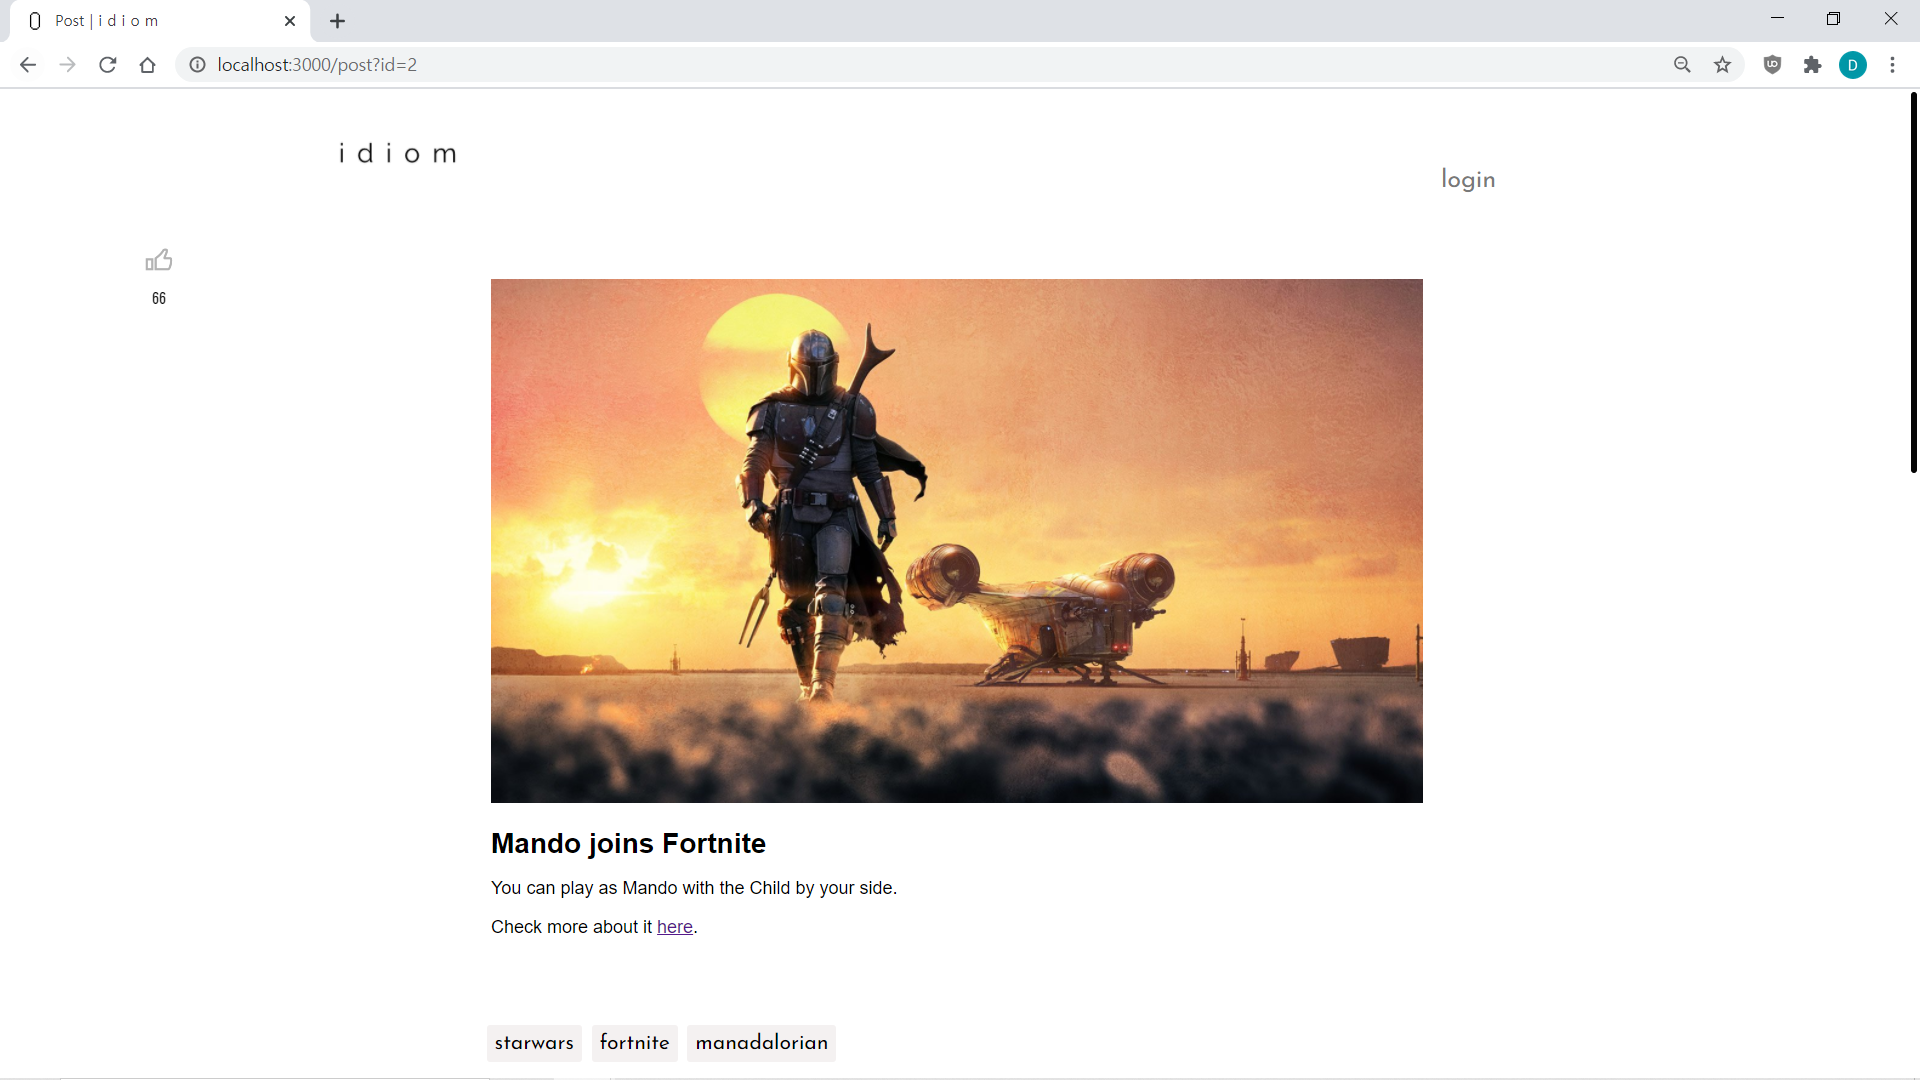 Post | i d i o m
localhost:3000/post?id=2
D
i d i o m
login
66
Mando joins Fortnite
You can play as Mando with the Child by your side.
Check more about it here.
starwars fortnite manadalorian